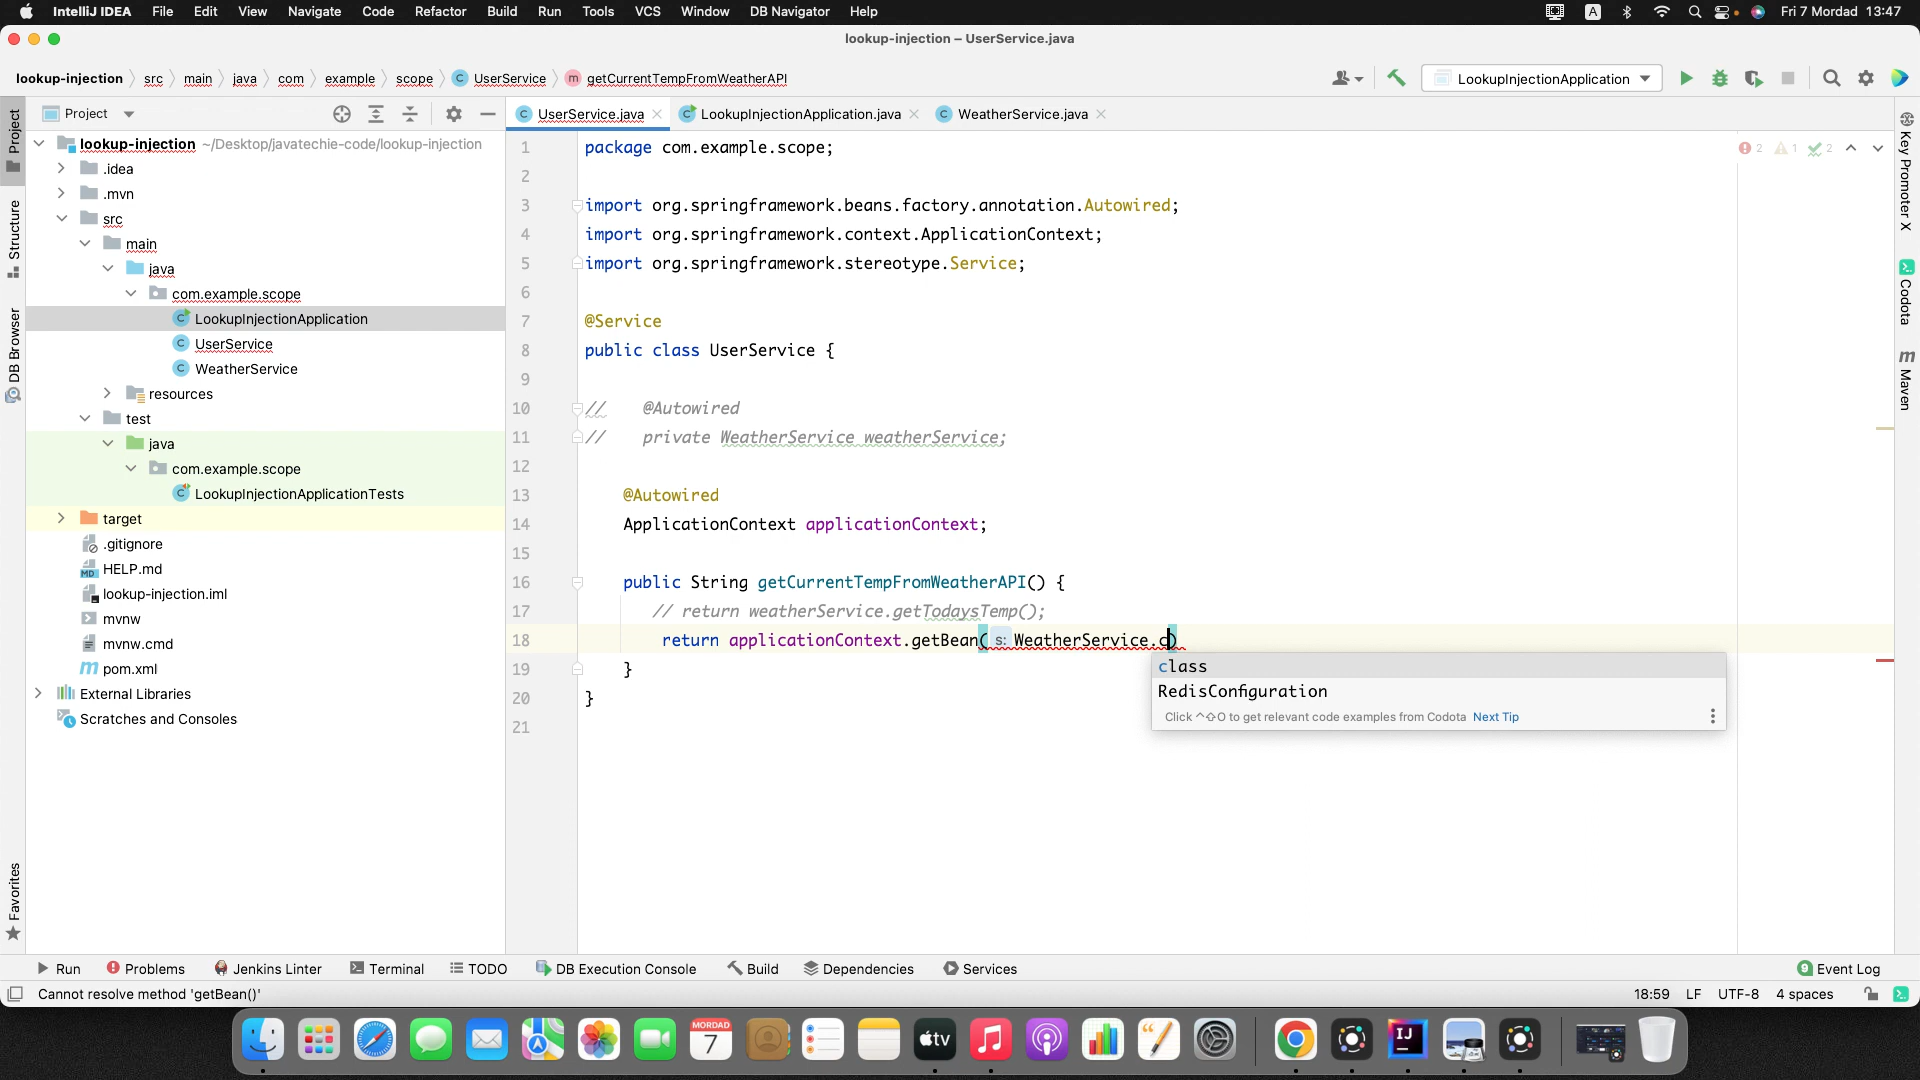 IntelliJ IDEA File Edit View Navigate Code Refactor Build Run Tools VCS Window DB Navigator Help A Fri 7 Mordad 13:47
lookup-injection – UserService.java
lookup-injection src main java com example scope C UserService m getCurrentTempFromWeatherAPI LookupInjectionApplication
Project
C UserService.java
C LookupInjectionApplication.java
C WeatherService.java
Project
Structure
DB Browser
Favorites
lookup-injection ~/Desktop/javatechie-code/lookup-injection
.idea
.mvn
src
main
java
com.example.scope
C LookupInjectionApplication
C UserService
C WeatherService
resources
test
java
com.example.scope
C LookupInjectionApplicationTests
target
.gitignore
MD HELP.md
lookup-injection.iml
mvnw
mvnw.cmd
m pom.xml
External Libraries
Scratches and Consoles
1 package com.example.scope;
2
3 import org.springframework.beans.factory.annotation.Autowired;
4 import org.springframework.context.ApplicationContext;
5 import org.springframework.stereotype.Service;
6
7 @Service
8 public class UserService {
9
10 // @Autowired
11 // private WeatherService weatherService;
12
13 @Autowired
14 ApplicationContext applicationContext;
15
16 public String getCurrentTempFromWeatherAPI() {
17 // return weatherService.getTodaysTemp();
18 return applicationContext.getBean( s: WeatherService.c)
19 }
20 }
21
class
RedisConfiguration
Click ^⇧O to get relevant code examples from Codota Next Tip
2 1 2
Key Promoter X
Codota
m Maven
Run Problems Jenkins Linter Terminal TODO DB Execution Console Build Dependencies Services 9 Event Log
Cannot resolve method 'getBean()' 18:59 LF UTF-8 4 spaces
MORDAD
7
tv
IJ